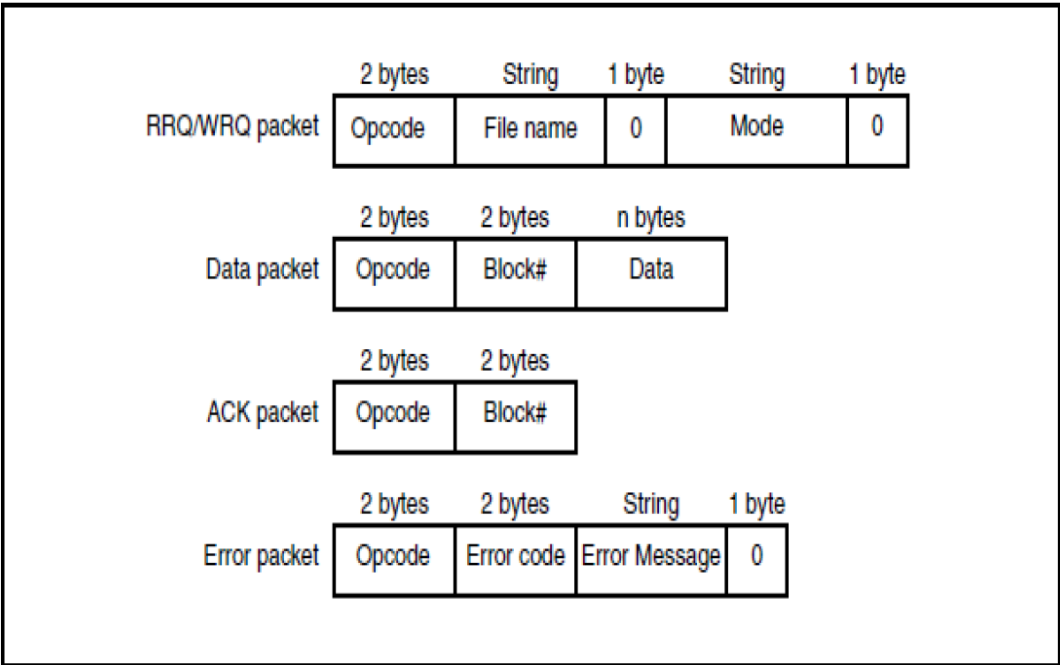 2 bytes String 1 byte String 1 byte
RRQ/WRQ packet Opcode File name 0 Mode 0
2 bytes 2 bytes n bytes
Data packet Opcode Block# Data
2 bytes 2 bytes
ACK packet Opcode Block#
2 bytes 2 bytes String 1 byte
Error packet Opcode Error code Error Message 0